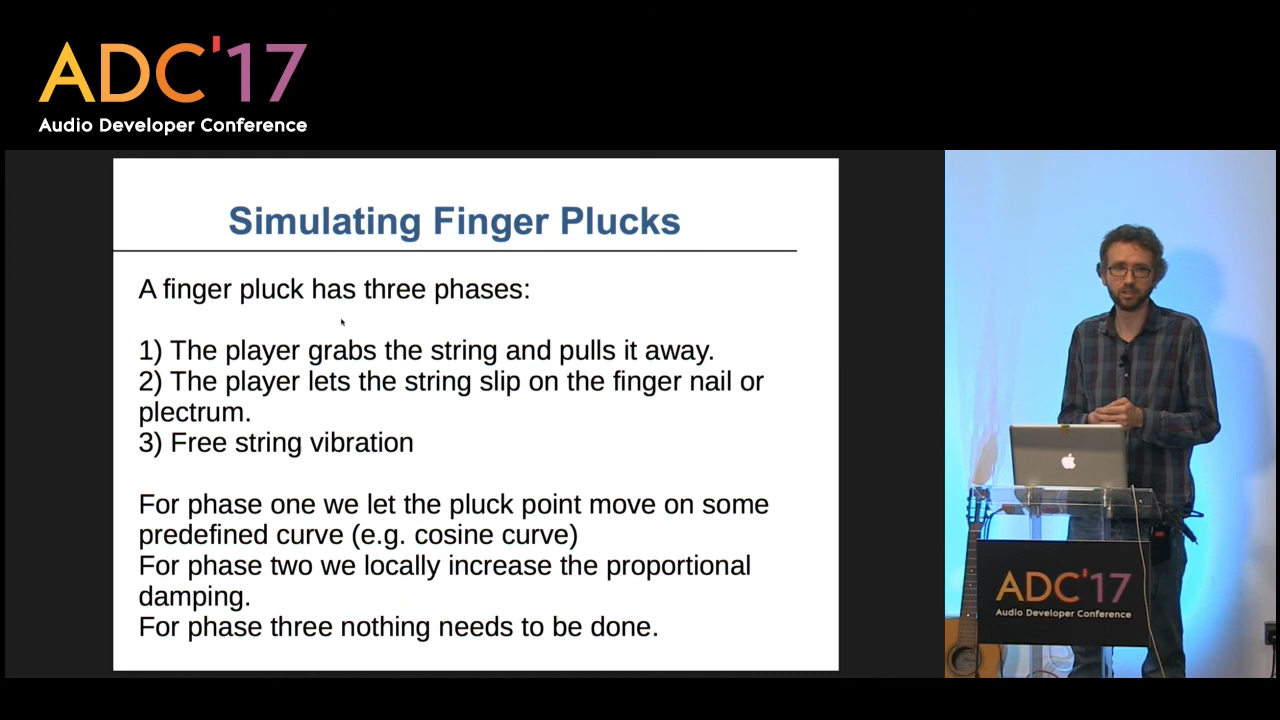 ADC'17
Audio Developer Conference
Simulating Finger Plucks
A finger pluck has three phases:
1) The player grabs the string and pulls it away.
2) The player lets the string slip on the finger nail or
plectrum.
3) Free string vibration
For phase one we let the pluck point move on some
predefined curve (e.g. cosine curve)
For phase two we locally increase the proportional
damping.
For phase three nothing needs to be done.
ADC'17
Audio Developer Conference